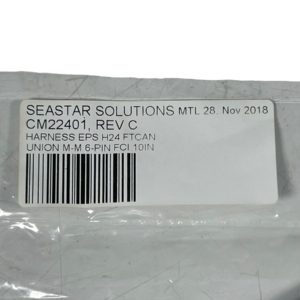 SEASTAR SOLUTIONS MTL 28. Nov 2018
CM22401, REV C
HARNESS EPS H24 FTCAN
UNION M-M 6-PIN FCI 10IN